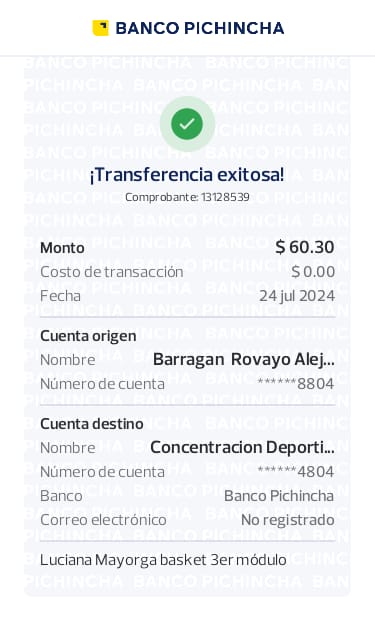 BANCO PICHINCHA
¡Transferencia exitosa!
Comprobante: 13128539
Monto $ 60.30
Costo de transacción $ 0.00
Fecha 24 jul 2024
Cuenta origen
Nombre Barragan Rovayo Alej...
Número de cuenta ******8804
Cuenta destino
Nombre Concentracion Deporti...
Número de cuenta ******4804
Banco Banco Pichincha
Correo electrónico No registrado
Luciana Mayorga basket 3er módulo